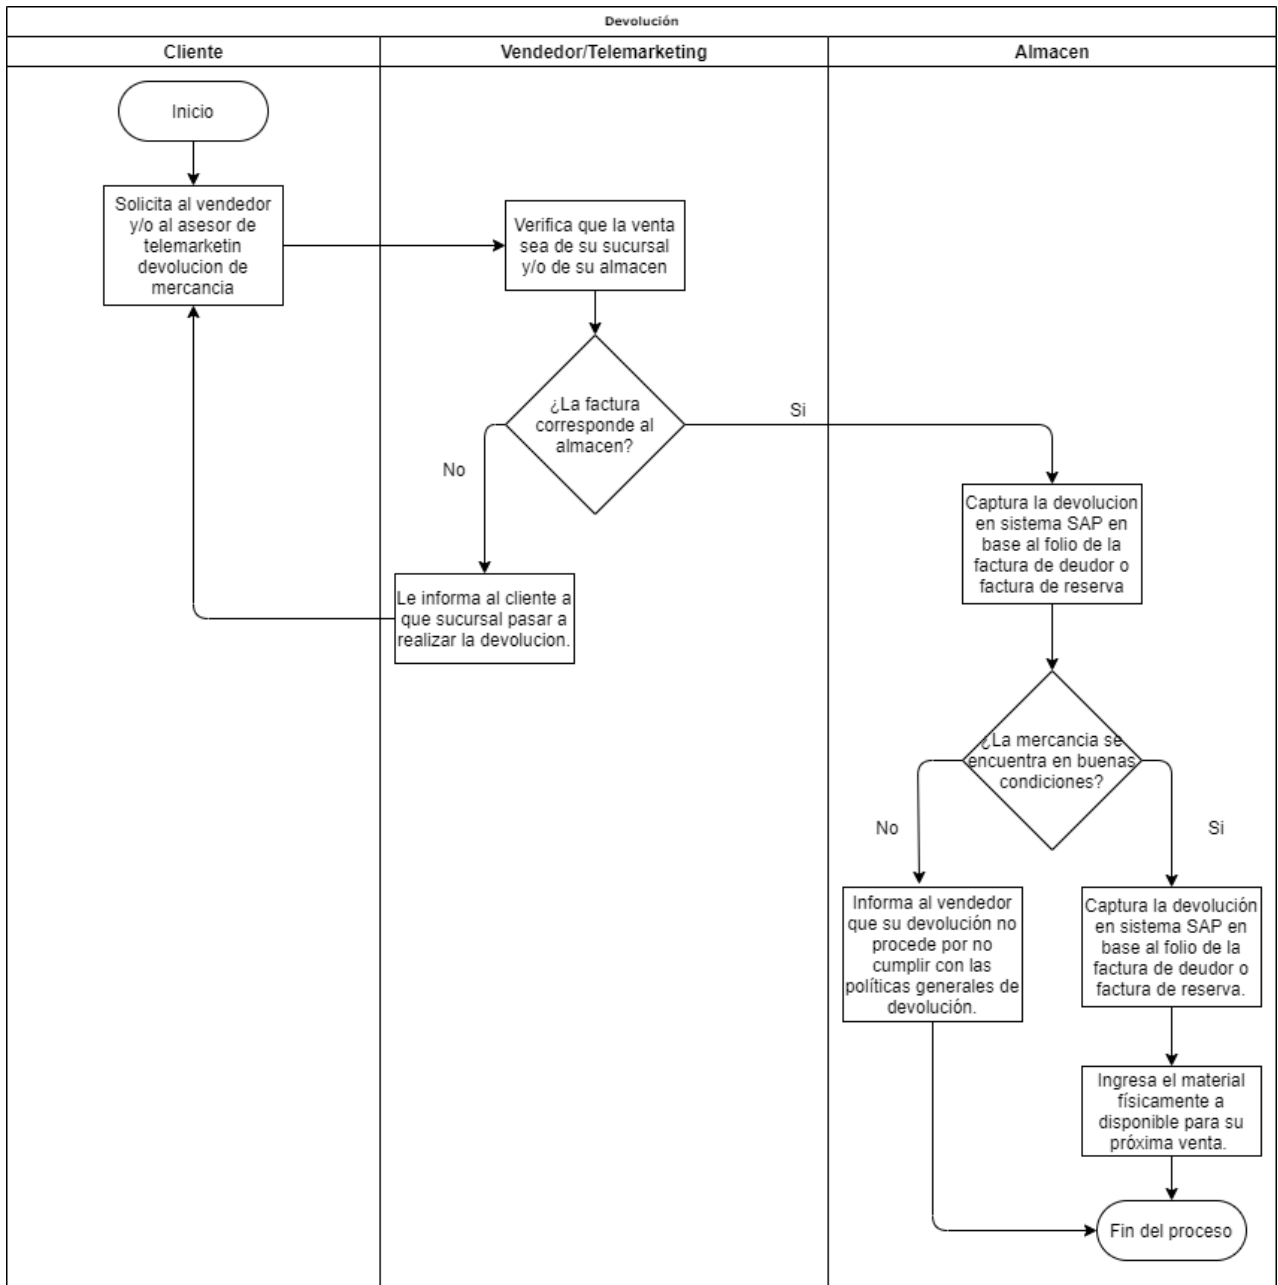 Devolución
Cliente
Vendedor/Telemarketing
Almacen
Inicio
Solicita al vendedor
y/o al asesor de
telemarketin
devolucion de
mercancia
Verifica que la venta
sea de su sucursal
y/o de su almacen
¿La factura
corresponde al
almacen?
Si
No
Le informa al cliente a
que sucursal pasar a
realizar la devolucion.
Captura la devolucion
en sistema SAP en
base al folio de la
factura de deudor o
factura de reserva
¿La mercancia se
encuentra en buenas
condiciones?
No
Si
Informa al vendedor
que su devolución no
procede por no
cumplir con las
políticas generales de
devolución.
Captura la devolución
en sistema SAP en
base al folio de la
factura de deudor o
factura de reserva.
Ingresa el material
físicamente a
disponible para su
próxima venta.
Fin del proceso